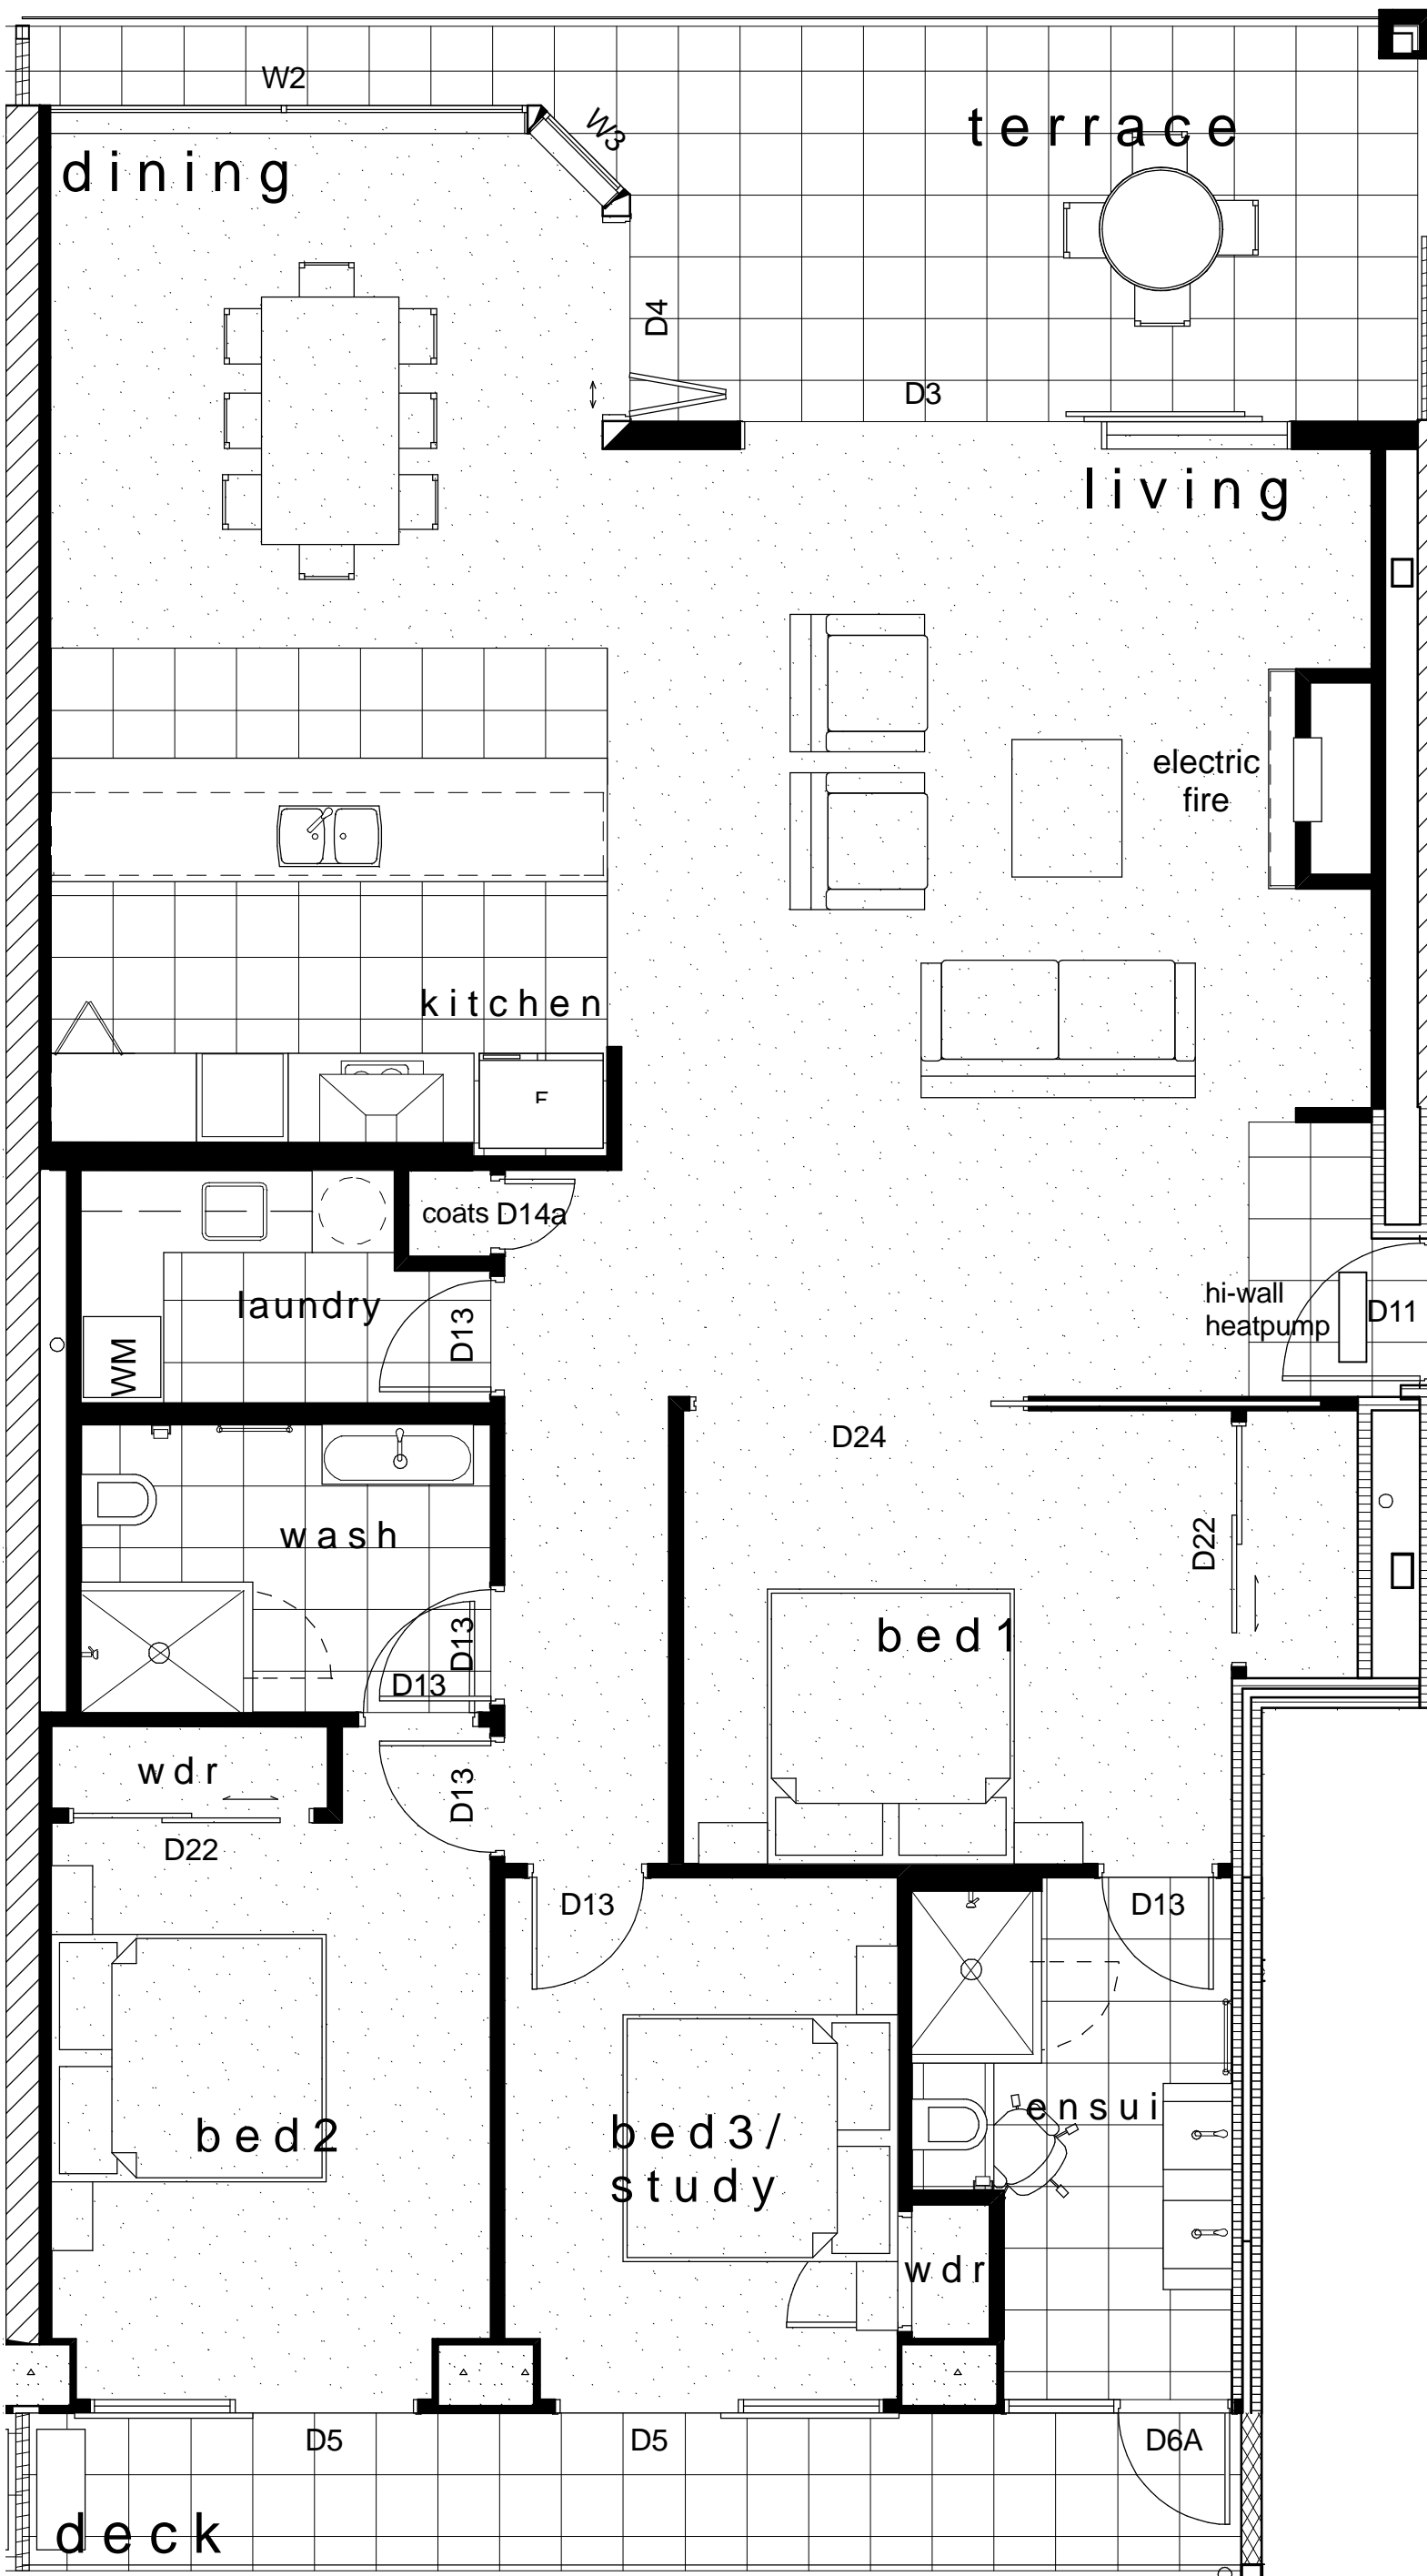 W2
W3
terrace
dining
D4
D3
living
electric
fire
kitchen
F
coats D14a
laundry
D13
WM
hi-wall
heatpump
D11
D24
D22
wash
D13
D13
bed1
wdr
D13
D22
D13
D13
bed2
bed3/
study
ensui
wdr
D5
D5
D6A
deck